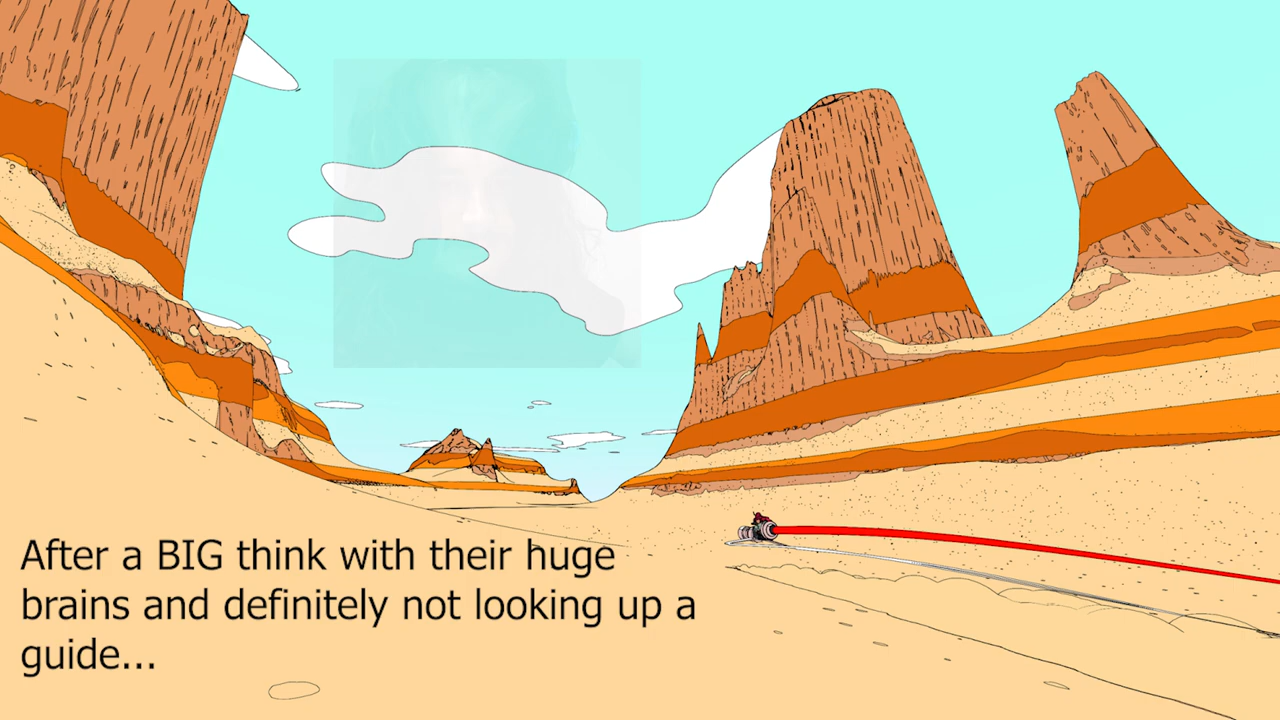 After a BIG think with their huge
brains and definitely not looking up a
guide...